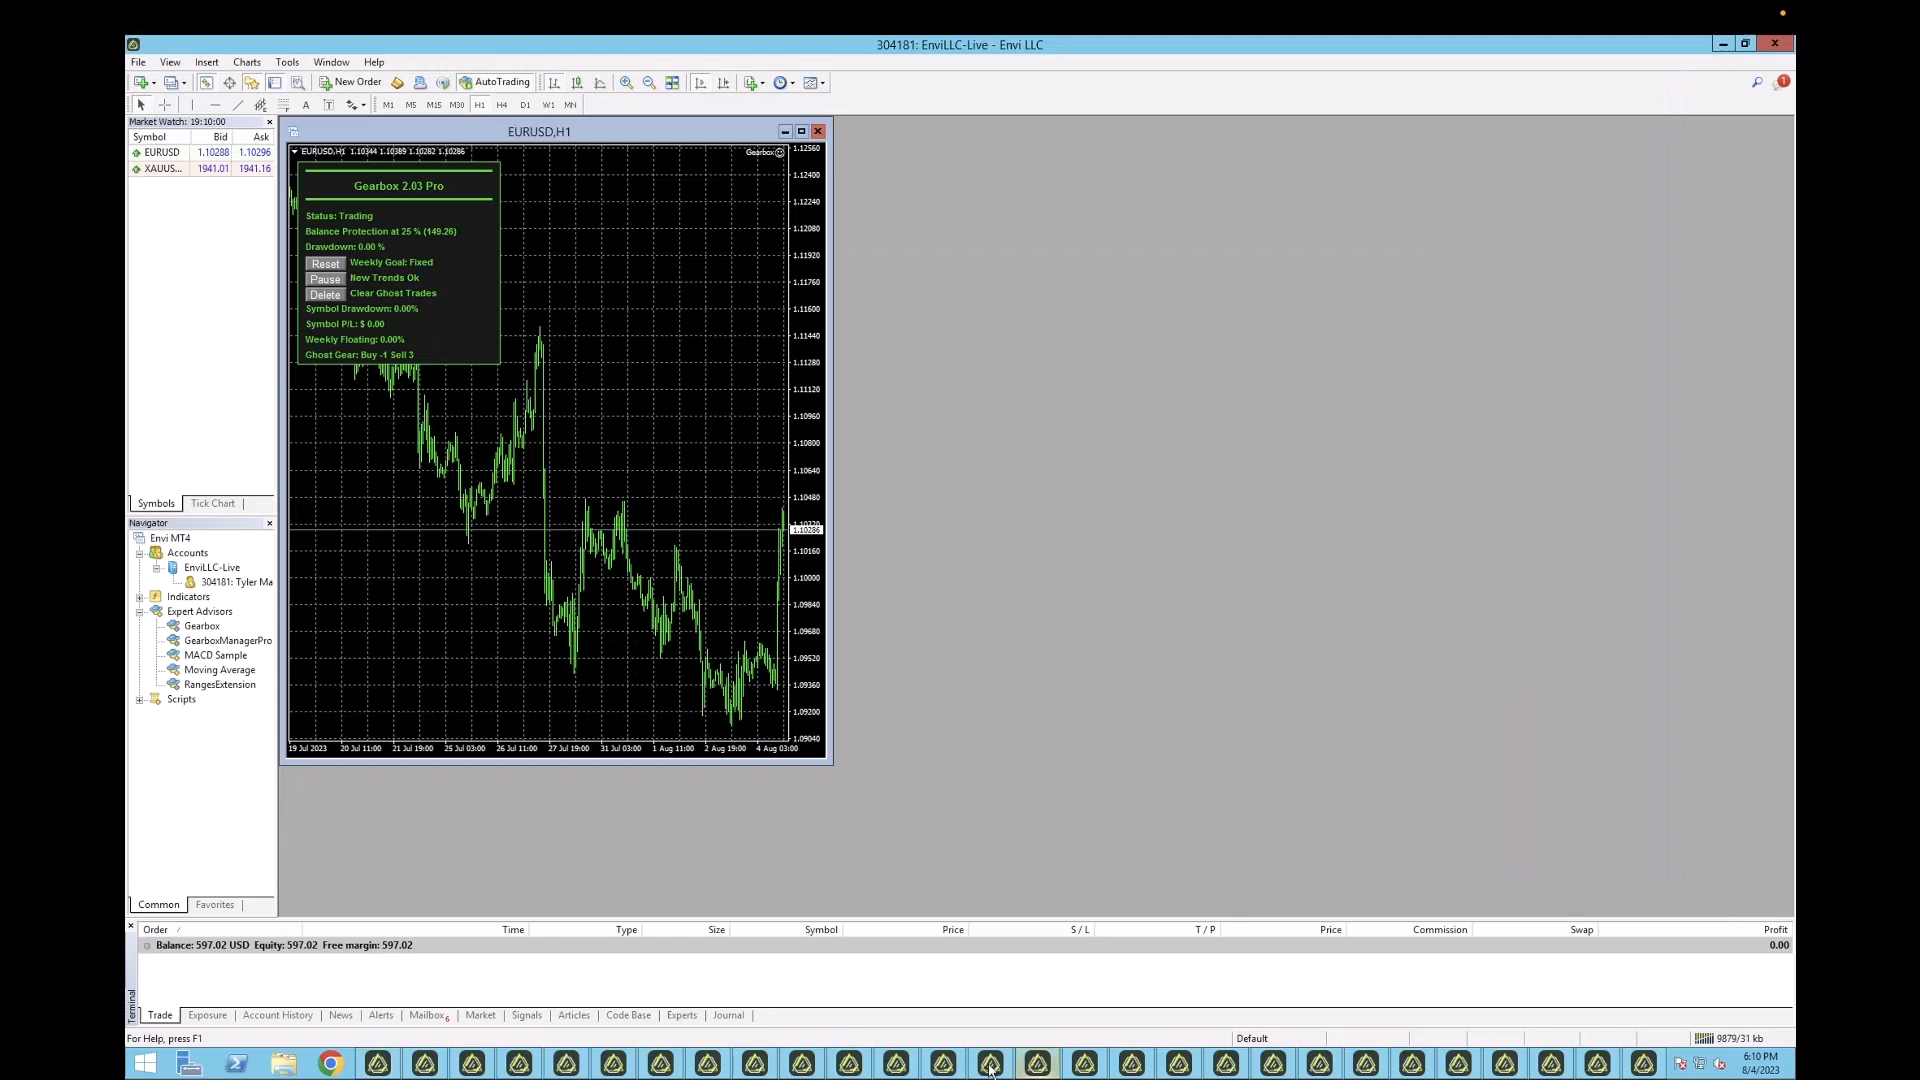 304181: EnviLLC-Live - Envi LLC
File View Insert Charts Tools Window Help
New Order AutoTrading
1
A T M1 M5 M15 M30 H1 H4 D1 W1 MN
Market Watch: 19:10:00
Symbol Bid Ask
EURUSD 1.10288 1.10296
XAUUS... 1941.01 1941.16
Symbols Tick Chart
Navigator
Envi MT4
Accounts
EnviLLC-Live
304181: Tyler Ma
Indicators
Expert Advisors
Gearbox
GearboxManagerPro
MACD Sample
Moving Average
RangesExtension
Scripts
Common Favorites
EURUSD,H1
EURUSD,H1 1.10344 1.10389 1.10282 1.10286
Gearbox
Gearbox 2.03 Pro
Status: Trading
Balance Protection at 25 % (149.26)
Drawdown: 0.00 %
Reset Weekly Goal: Fixed
Pause New Trends Ok
Delete Clear Ghost Trades
Symbol Drawdown: 0.00%
Symbol P/L: $ 0.00
Weekly Floating: 0.00%
Ghost Gear: Buy -1 Sell 3
1.12560
1.12400
1.12240
1.12080
1.11920
1.11760
1.11600
1.11440
1.11280
1.11120
1.10960
1.10800
1.10640
1.10480
1.10286
1.10160
1.10000
1.09840
1.09680
1.09520
1.09360
1.09200
1.09040
19 Jul 2023 20 Jul 11:00 21 Jul 19:00 25 Jul 03:00 26 Jul 11:00 27 Jul 19:00 31 Jul 03:00 1 Aug 11:00 2 Aug 19:00 4 Aug 03:00
Order Time Type Size Symbol Price S / L T / P Price Commission Swap Profit
Balance: 597.02 USD Equity: 597.02 Free margin: 597.02 0.00
Terminal
Trade Exposure Account History News Alerts Mailbox 6 Market Signals Articles Code Base Experts Journal
For Help, press F1 Default 9879/31 kb
6:10 PM
8/4/2023